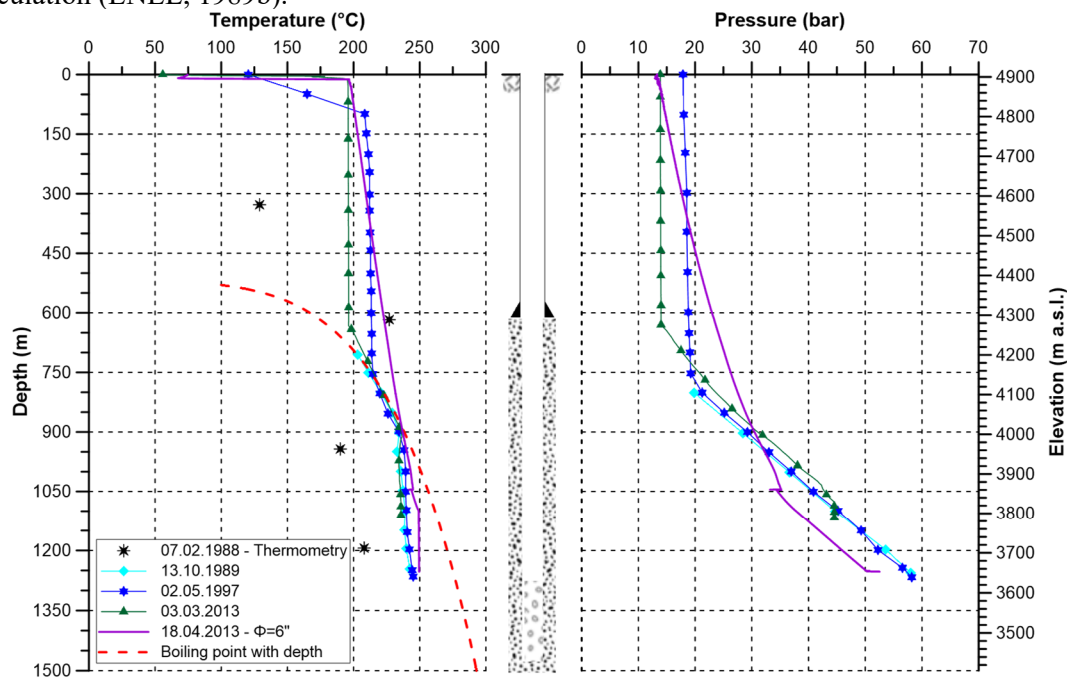 culation (ENEL, 1989b).
Temperature (°C)
0 50 100 150 200 250 300
Pressure (bar)
0 10 20 30 40 50 60 70
Depth (m)
0
150
300
450
600
750
900
1050
1200
1350
1500
Elevation (m a.s.l.)
4900
4800
4700
4600
4500
4400
4300
4200
4100
4000
3900
3800
3700
3600
3500
07.02.1988 - Thermometry
13.10.1989
02.05.1997
03.03.2013
18.04.2013 - Φ=6"
Boiling point with depth